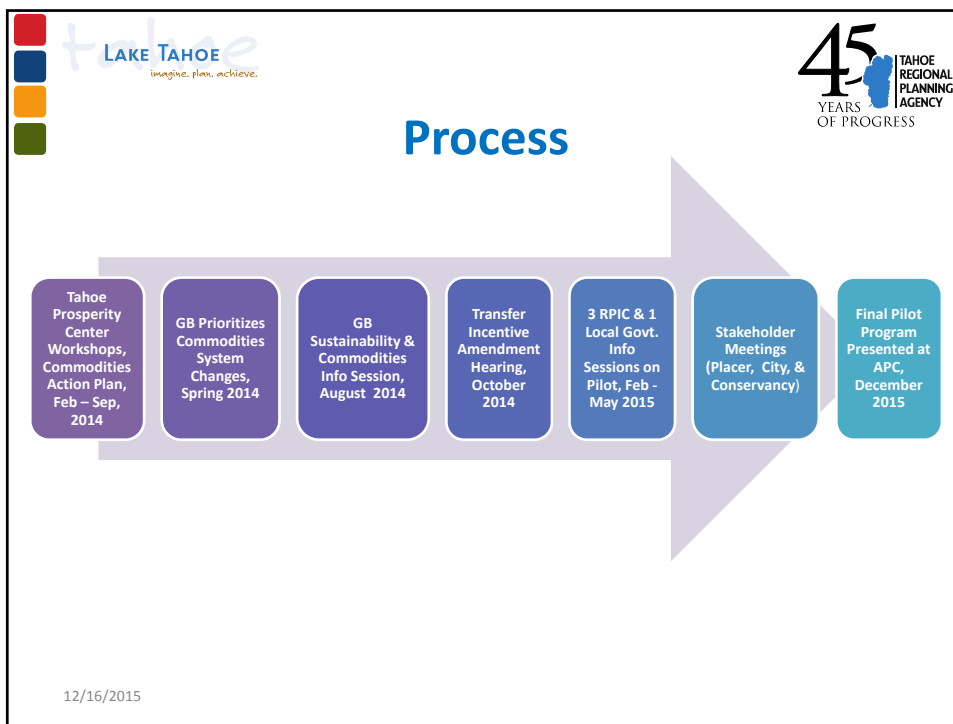 tahoe
LAKE TAHOE
imagine. plan. achieve.
45
YEARS
OF PROGRESS
TAHOE
REGIONAL
PLANNING
AGENCY
Process
Tahoe
Prosperity
Center
Workshops,
Commodities
Action Plan,
Feb – Sep,
2014
GB Prioritizes
Commodities
System
Changes,
Spring 2014
GB
Sustainability &
Commodities
Info Session,
August 2014
Transfer
Incentive
Amendment
Hearing,
October
2014
3 RPIC & 1
Local Govt.
Info
Sessions on
Pilot, Feb -
May 2015
Stakeholder
Meetings
(Placer, City, &
Conservancy)
Final Pilot
Program
Presented at
APC,
December
2015
12/16/2015